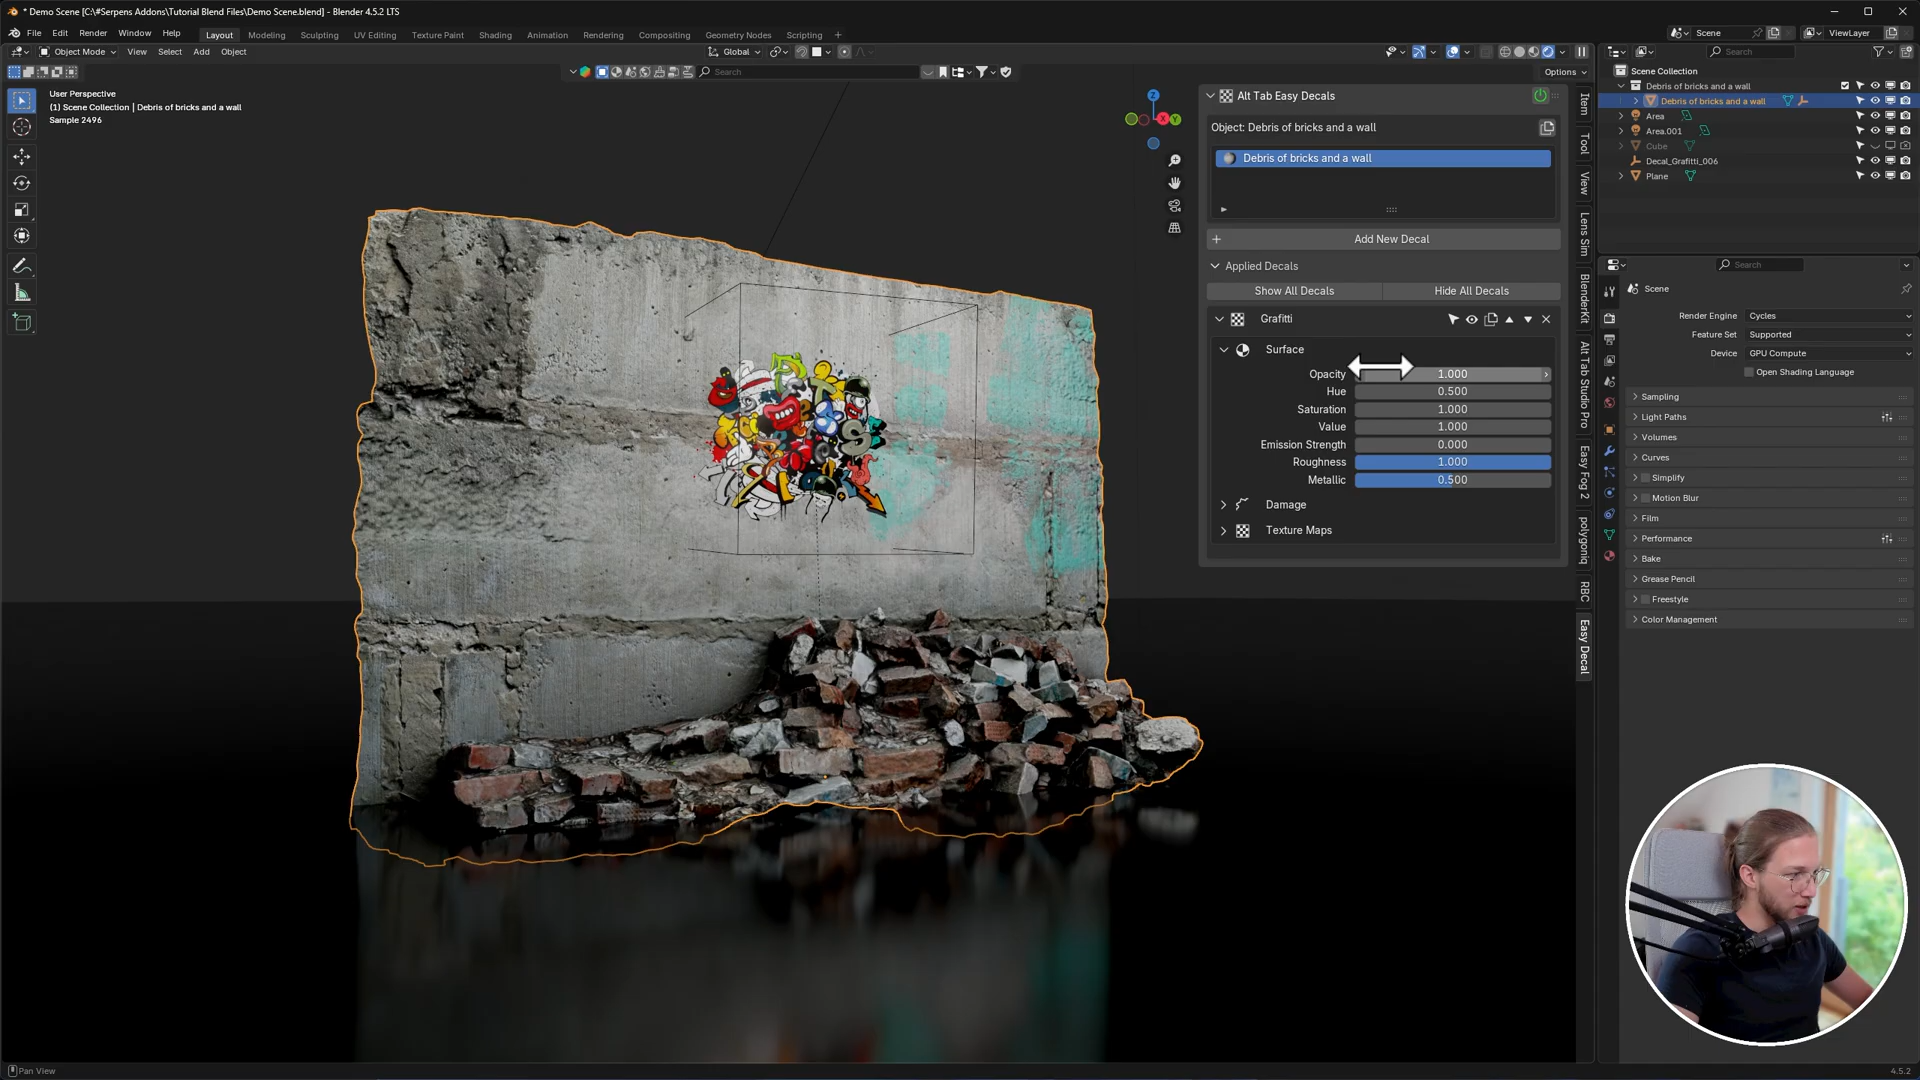 * Demo Scene [C:\#Serpens Addons\Tutorial Blend Files\Demo Scene.blend] - Blender 4.5.2 LTS
File Edit Render Window Help Layout Modeling Sculpting UV Editing Texture Paint Shading Animation Rendering Compositing Geometry Nodes Scripting +
Scene ViewLayer
Object Mode View Select Add Object Global
Search
Search
Options
User Perspective
(1) Scene Collection | Debris of bricks and a wall
Sample 2496
Z
X
Y
Alt Tab Easy Decals
Object: Debris of bricks and a wall
Debris of bricks and a wall
Add New Decal
Applied Decals
Show All Decals Hide All Decals
Grafitti
Surface
Opacity 1.000
Hue 0.500
Saturation 1.000
Value 1.000
Emission Strength 0.000
Roughness 1.000
Metallic 0.500
Damage
Texture Maps
Item
Tool
View
Lens Sim
BlenderKit
Alt Tab Studio Pro
Easy Fog 2
polygoniq
RBC
Easy Decal
Scene Collection
Debris of bricks and a wall
Debris of bricks and a wall
Area
Area.001
Cube
Decal_Grafitti_006
Plane
Search
Scene
Render Engine Cycles
Feature Set Supported
Device GPU Compute
Open Shading Language
Sampling
Light Paths
Volumes
Curves
Simplify
Motion Blur
Film
Performance
Bake
Grease Pencil
Freestyle
Color Management
Pan View
4.5.2